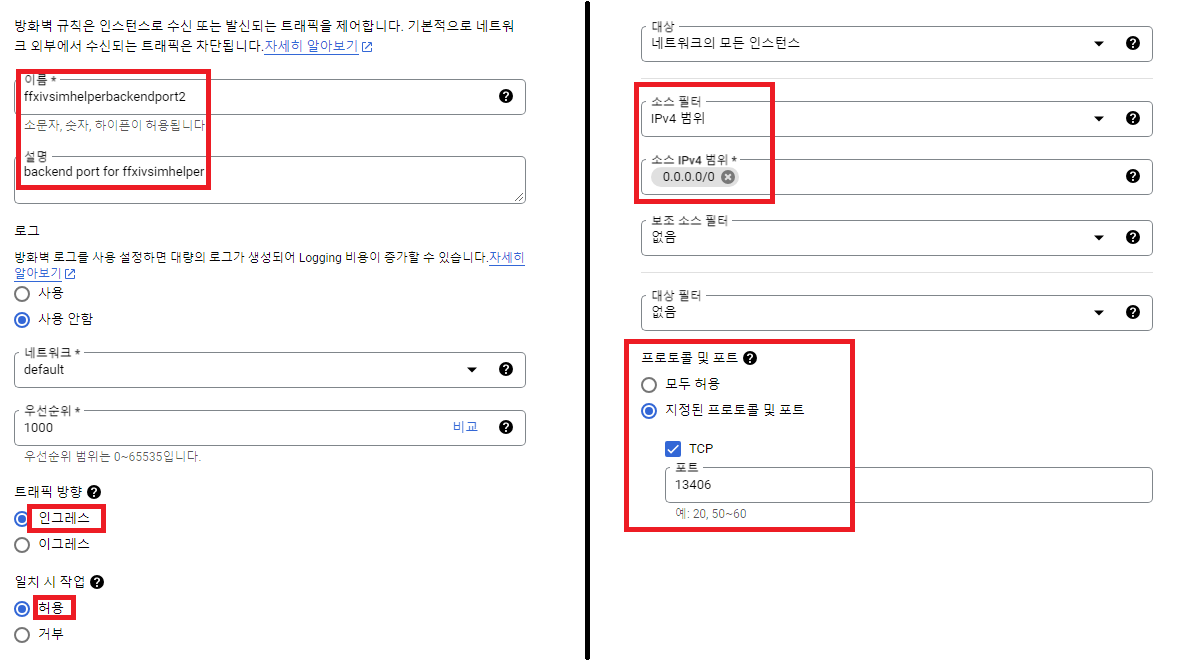 방화벽 규칙은 인스턴스로 수신 또는 발신되는 트래픽을 제어합니다. 기본적으로 네트워
크 외부에서 수신되는 트래픽은 차단됩니다.자세히 알아보기
이름 *
ffxivsimhelperbackendport2
소문자, 숫자, 하이픈이 허용됩니다
설명
backend port for ffxivsimhelper
로그
방화벽 로그를 사용 설정하면 대량의 로그가 생성되어 Logging 비용이 증가할 수 있습니다.자세히
알아보기
사용
사용 안함
네트워크 *
default
우선순위 *
1000
비교
우선순위 범위는 0~65535입니다.
트래픽 방향
인그레스
이그레스
일치 시 작업
허용
거부
대상
네트워크의 모든 인스턴스
소스 필터
IPv4 범위
소스 IPv4 범위 *
0.0.0.0/0
보조 소스 필터
없음
대상 필터
없음
프로토콜 및 포트
모두 허용
지정된 프로토콜 및 포트
TCP
포트
13406
예: 20, 50~60